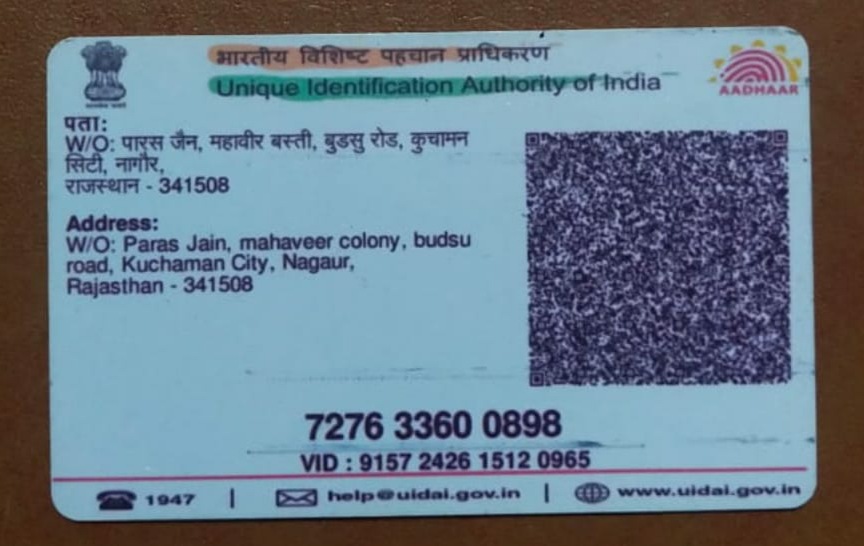 भारतीय विशिष्ट पहचान प्राधिकरण
Unique Identification Authority of India
AADHAAR
पता:
W/O: पारस जैन, महावीर बस्ती, बुडसु रोड, कुचामन
सिटी, नागौर,
राजस्थान - 341508
Address:
W/O: Paras Jain, mahaveer colony, budsu
road, Kuchaman City, Nagaur,
Rajasthan - 341508
7276 3360 0898
VID : 9157 2426 1512 0965
1947 | help@uidai.gov.in | www.uidai.gov.in